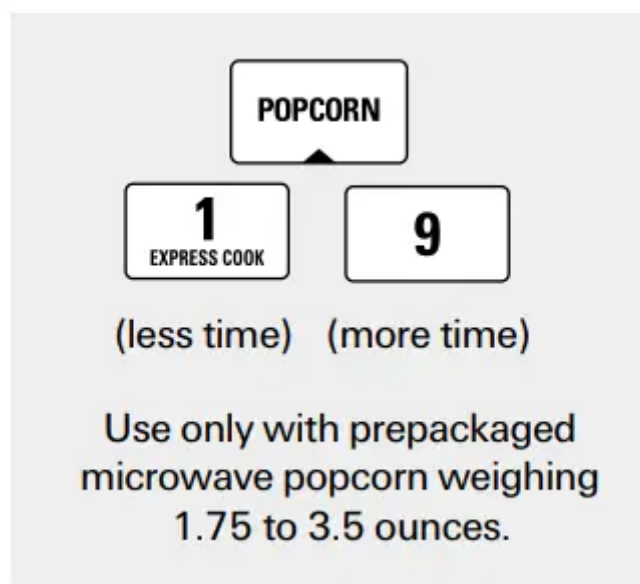 POPCORN
1 9
EXPRESS COOK
(less time) (more time)
Use only with prepackaged
microwave popcorn weighing
1.75 to 3.5 ounces.